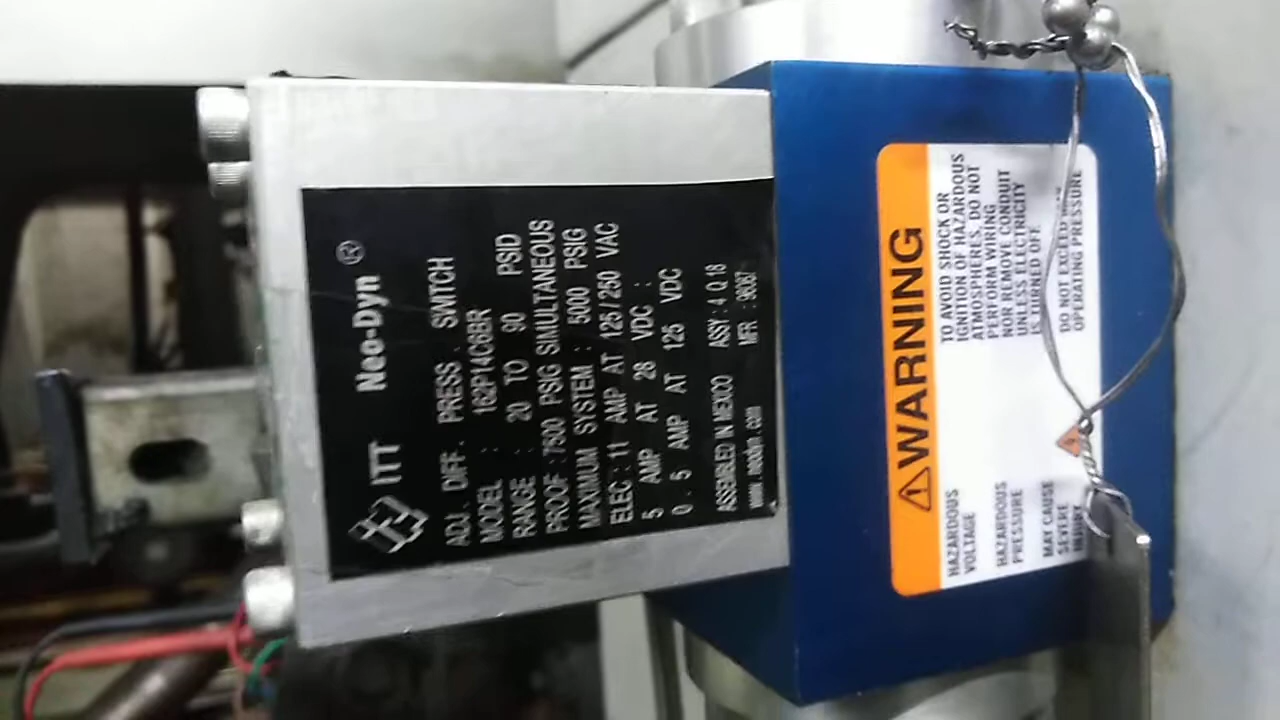 ITT Neo-Dyn ®
ADJ. DIFF. PRESS. SWITCH
MODEL : 162P14C6BR
RANGE : 20 TO 90 PSID
PROOF : 7500 PSIG SIMULTANEOUS
MAXIMUM SYSTEM : 5000 PSIG
ELEC : 11 AMP AT 125 / 250 VAC
5 AMP AT 28 VDC :
0 . 5 AMP AT 125 VDC
ASSEMBLED IN MEXICO ASSY : 4 Q 18
www. neodyn .com MFR : 96087
WARNING
HAZARDOUS
VOLTAGE
TO AVOID SHOCK OR
IGNITION OF HAZARDOUS
ATMOSPHERES, DO NOT
PERFORM WIRING
NOR REMOVE CONDUIT
UNLESS ELECTRICITY
IS TURNED OFF.
HAZARDOUS
PRESSURE
MAY CAUSE
SEVERE
INJURY
DO NOT EXCEED
OPERATING PRESSURE